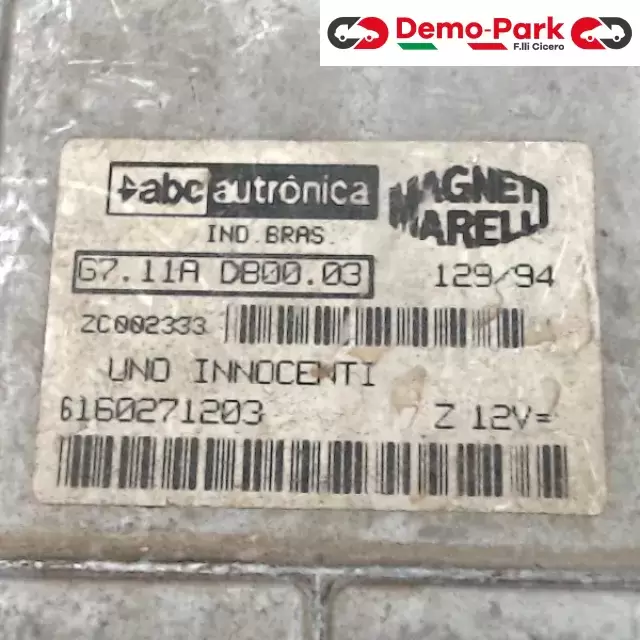 Demo-Park
F.lli Cicero
abc autrônica
MAGNETI
MARELLI
IND.BRAS.
G7.11A D800.03
129/94
ZC002333
UNO INNOCENTI
6160271203
Z 12V=